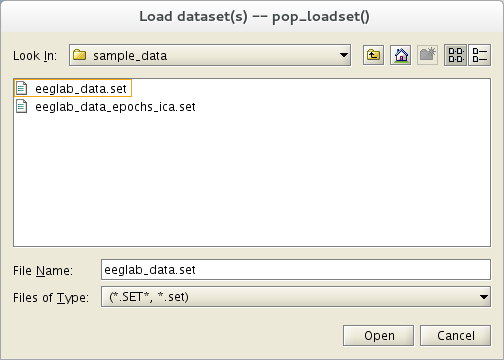 Load dataset(s) -- pop_loadset()
Look In: sample_data
eeglab_data.set
eeglab_data_epochs_ica.set
File Name: eeglab_data.set
Files of Type: (*.SET*, *.set)
Open Cancel